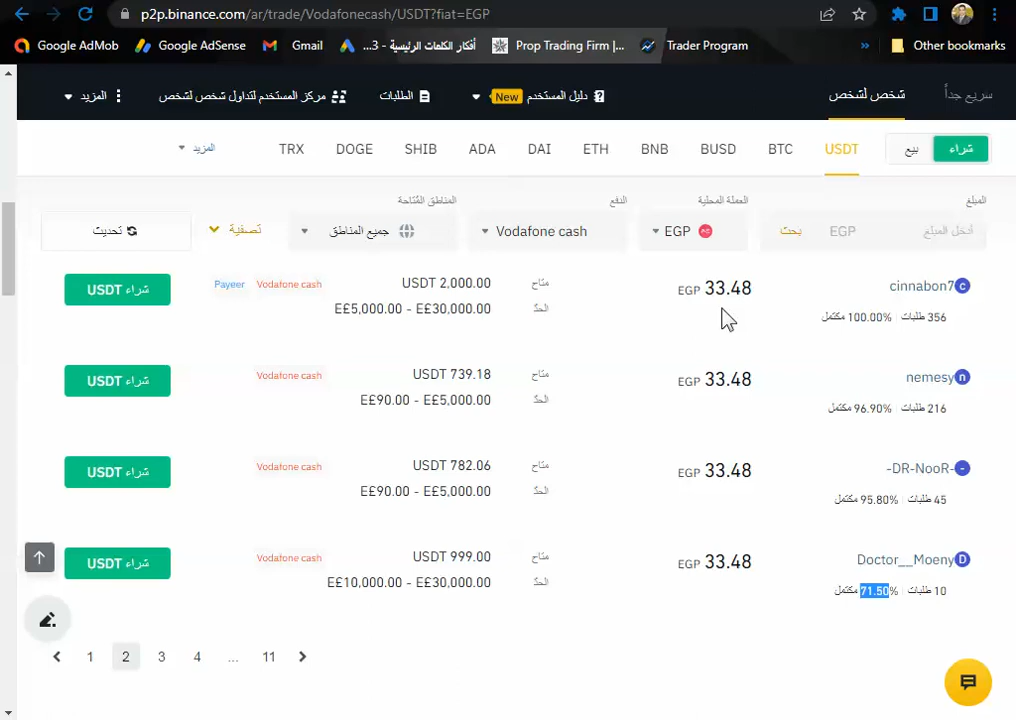 p2p.binance.com/ar/trade/Vodafonecash/USDT?fiat=EGP
Google AdMob
Google AdSense
Gmail
أفكار الكلمات الرئيسية - 3...
Prop Trading Firm |...
Trader Program
»
Other bookmarks
سريع جداً
شخص لشخص
دليل المستخدم New
الطلبات
مركز المستخدم لتداول شخص لشخص
المزيد
شراء
بيع
USDT
BTC
BUSD
BNB
ETH
DAI
ADA
SHIB
DOGE
TRX
المزيد
المبلغ
العملة المحلية
الدفع
المناطق المُتاحة
أدخل المبلغ
EGP
بحث
EGP
Vodafone cash
جميع المناطق
تصفية
تحديث
cinnabon7
C
356 طلبات
100.00% مكتمل
33.48 EGP
متاح
USDT 2,000.00
الحدّ
E£5,000.00 - E£30,000.00
Vodafone cash
Payeer
شراء USDT
nemesy
n
216 طلبات
96.90% مكتمل
33.48 EGP
متاح
USDT 739.18
الحدّ
E£90.00 - E£5,000.00
Vodafone cash
شراء USDT
-DR-NooR-
-
45 طلبات
95.80% مكتمل
33.48 EGP
متاح
USDT 782.06
الحدّ
E£90.00 - E£5,000.00
Vodafone cash
شراء USDT
Doctor__Moeny
D
10 طلبات
71.50% مكتمل
33.48 EGP
متاح
USDT 999.00
الحدّ
E£10,000.00 - E£30,000.00
Vodafone cash
شراء USDT
< 1 2 3 4 ... 11 >